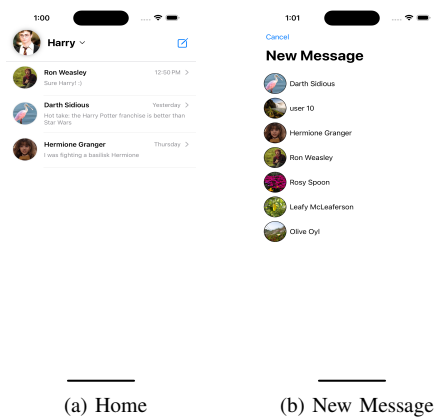 1:00
Harry
Ron Weasley 12:50 PM
Sure Harry! :)
Darth Sidious Yesterday
Hot take: the Harry Potter franchise is better than
Star Wars
Hermione Granger Thursday
I was fighting a basilisk Hermione
(a) Home
1:01
Cancel
New Message
Darth Sidious
user 10
Hermione Granger
Ron Weasley
Rosy Spoon
Leafy McLeaferson
Olive Oyl
(b) New Message